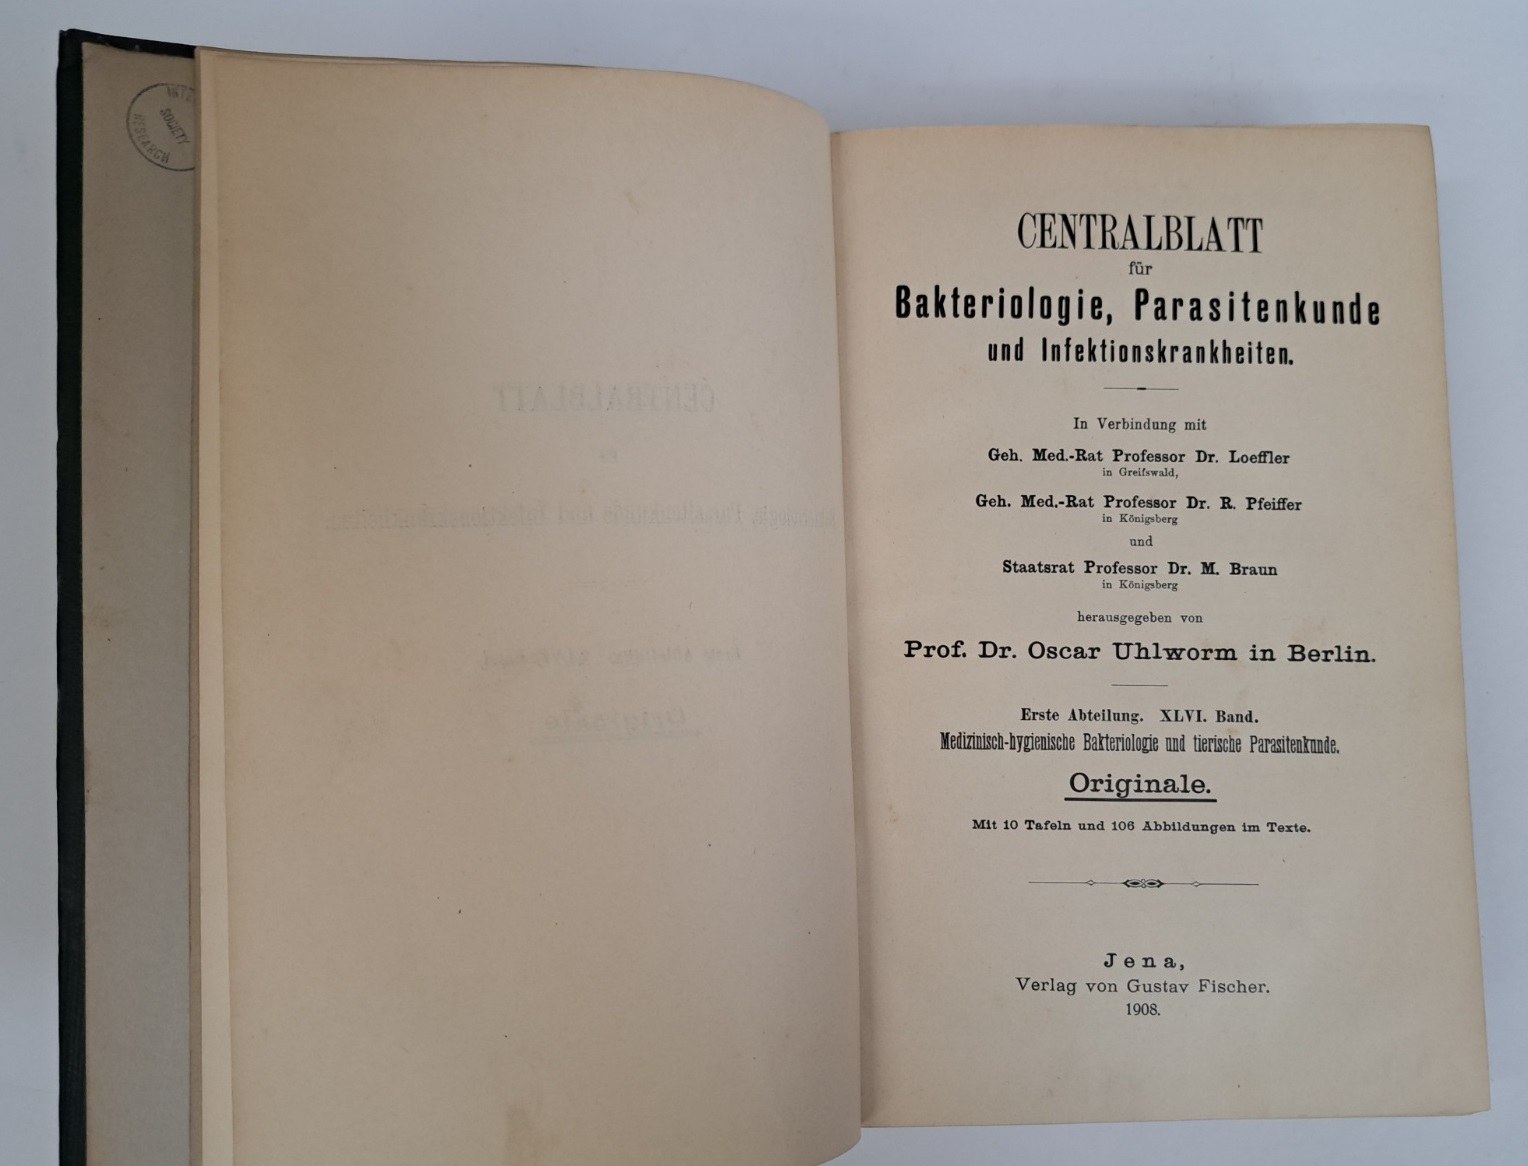 SOCIETY
RESEARCH
CENTRALBLATT
für
Bakteriologie, Parasitenkunde
und Infektionskrankheiten.
In Verbindung mit
Geh. Med.-Rat Professor Dr. Loeffler
in Greifswald,
Geh. Med.-Rat Professor Dr. R. Pfeiffer
in Königsberg
und
Staatsrat Professor Dr. M. Braun
in Königsberg
herausgegeben von
Prof. Dr. Oscar Uhlworm in Berlin.
Erste Abteilung. XLVI. Band.
Medizinisch-hygienische Bakteriologie und tierische Parasitenkunde.
Originale.
Mit 10 Tafeln und 106 Abbildungen im Texte.
Jena,
Verlag von Gustav Fischer.
1908.